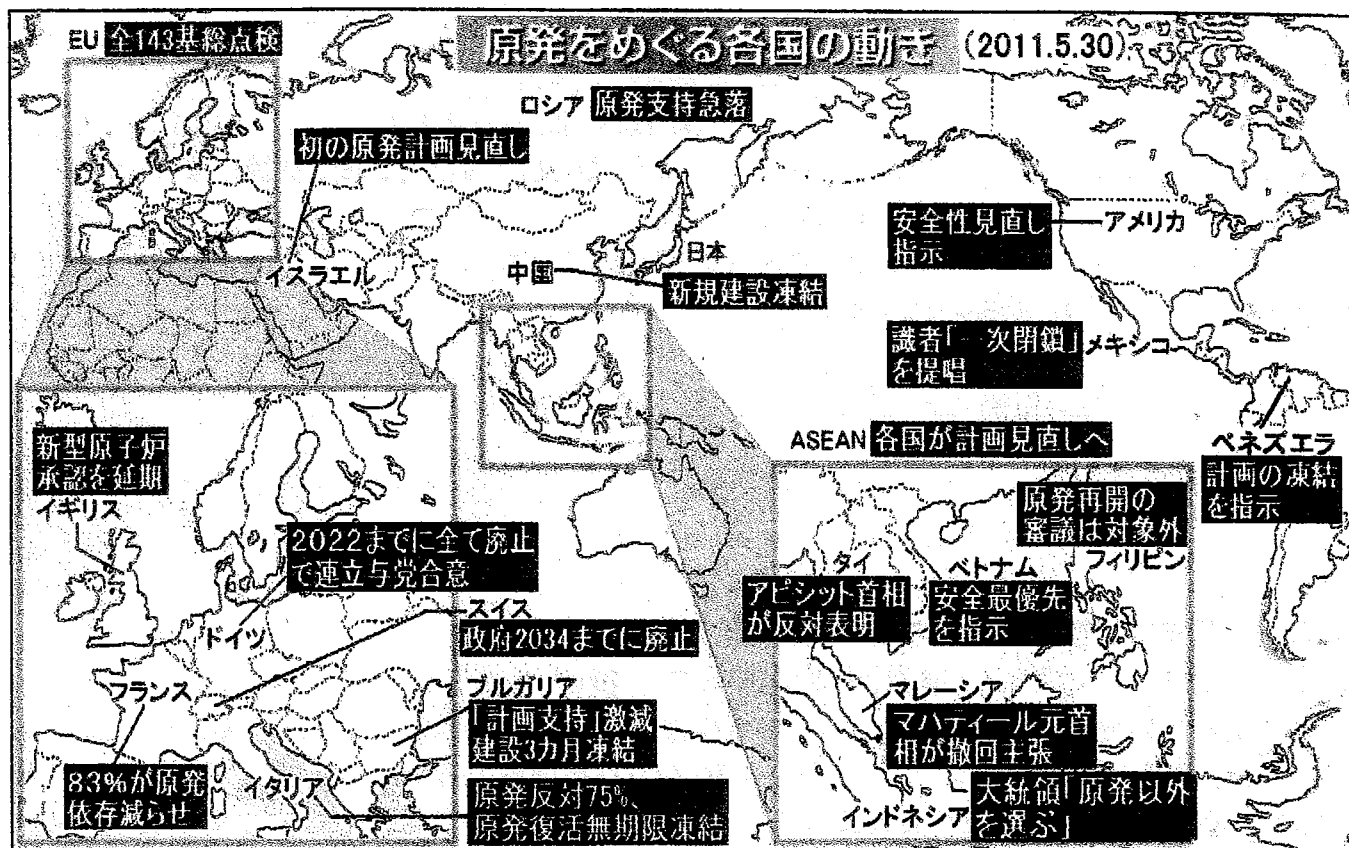 原発をめぐる各国の動き (2011.5.30)
EU 全143基総点検
ロシア 原発支持急落
初の原発計画見直し
イスラエル
中国
新規建設凍結
日本
安全性見直し
指示
アメリカ
識者「一次閉鎖」
を提唱
メキシコ
ベネズエラ
計画の凍結
を指示
新型原子炉
承認を延期
イギリス
2022までに全て廃止
で連立与党合意
ドイツ
スイス
政府2034までに廃止
フランス
83%が原発
依存減らせ
ブルガリア
「計画支持」激減
建設3カ月凍結
イタリア
原発反対75%、
原発復活無期限凍結
ASEAN 各国が計画見直しへ
原発再開の
審議は対象外
フィリピン
タイ
アピシット首相
が反対表明
ベトナム
安全最優先
を指示
マレーシア
マハティール元首
相が撤回主張
インドネシア
大統領「原発以外
を選ぶ」